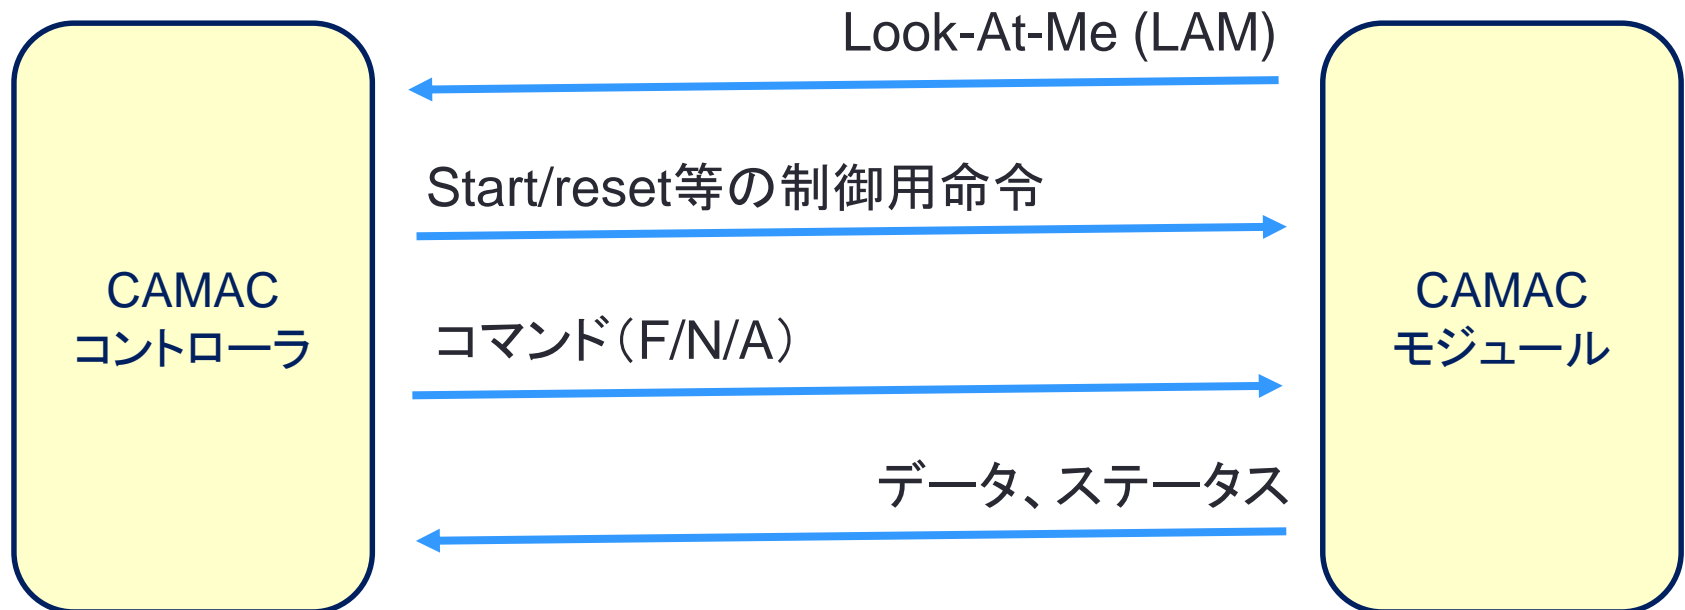 Look-At-Me (LAM)
Start/reset等の制御用命令
CAMAC
コントローラ
コマンド（F/N/A）
CAMAC
モジュール
データ、ステータス